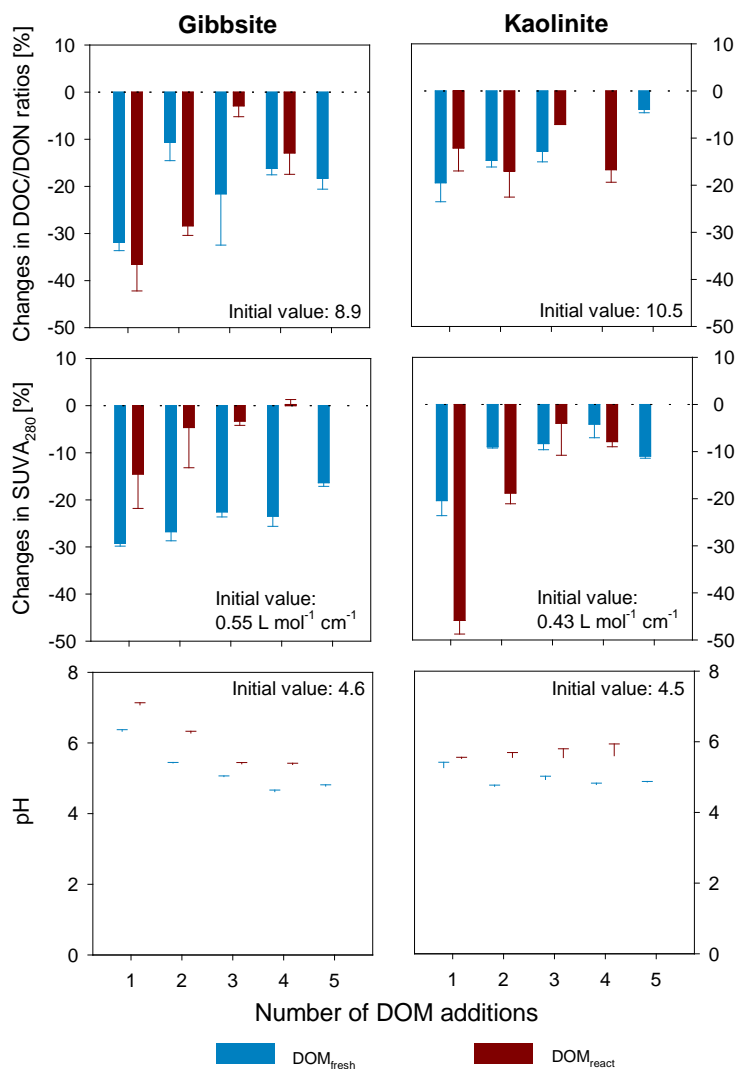 Gibbsite
Kaolinite
Changes in DOC/DON ratios [%]
10
0
-10
-20
-30
-40
-50
Initial value: 8.9
Initial value: 10.5
10
0
-10
-20
-30
-40
-50
Changes in SUVA280 [%]
10
0
-10
-20
-30
-40
-50
Initial value:
0.55 L mol-1 cm-1
Initial value:
0.43 L mol-1 cm-1
10
0
-10
-20
-30
-40
-50
pH
8
6
4
2
0
Initial value: 4.6
Initial value: 4.5
8
6
4
2
0
1 2 3 4 5
1 2 3 4 5
Number of DOM additions
DOMfresh
DOMreact